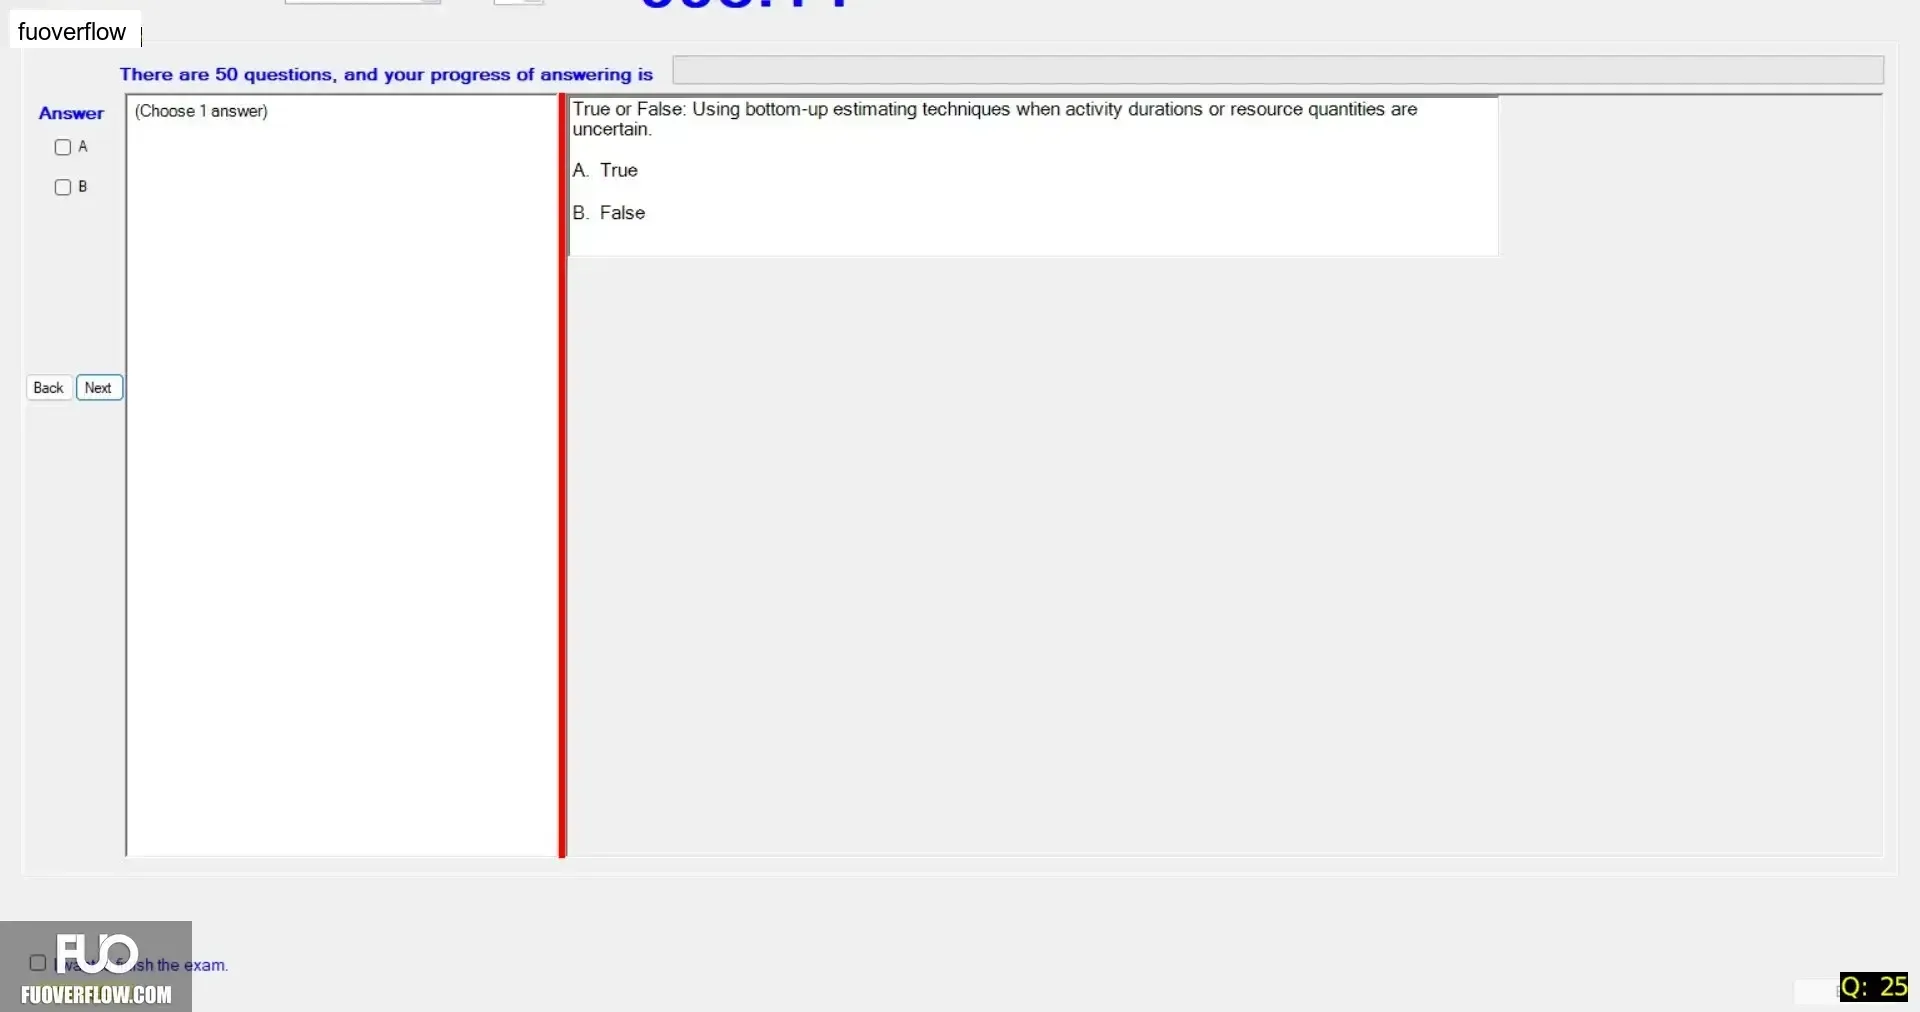 fuoverflow
There are 50 questions, and your progress of answering is
Answer
(Choose 1 answer)
A
B
True or False: Using bottom-up estimating techniques when activity durations or resource quantities are
uncertain.
A. True
B. False
Back Next
FUO
the exam.
FUOVERFLOW.COM
Q: 25